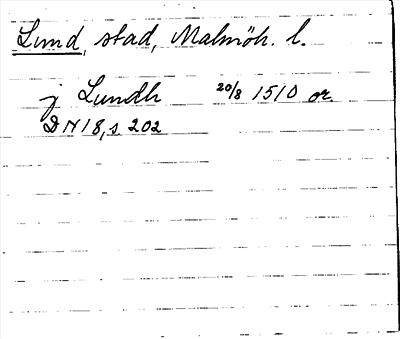 Lund, stad, Malmöh. l.
j Lundh 20/8 1510 or.
DN 18, s. 202